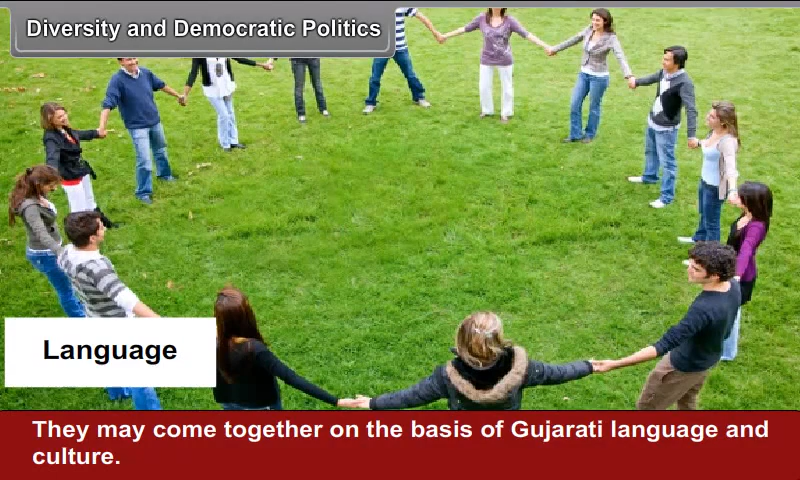 Diversity and Democratic Politics
Language
They may come together on the basis of Gujarati language and
culture.